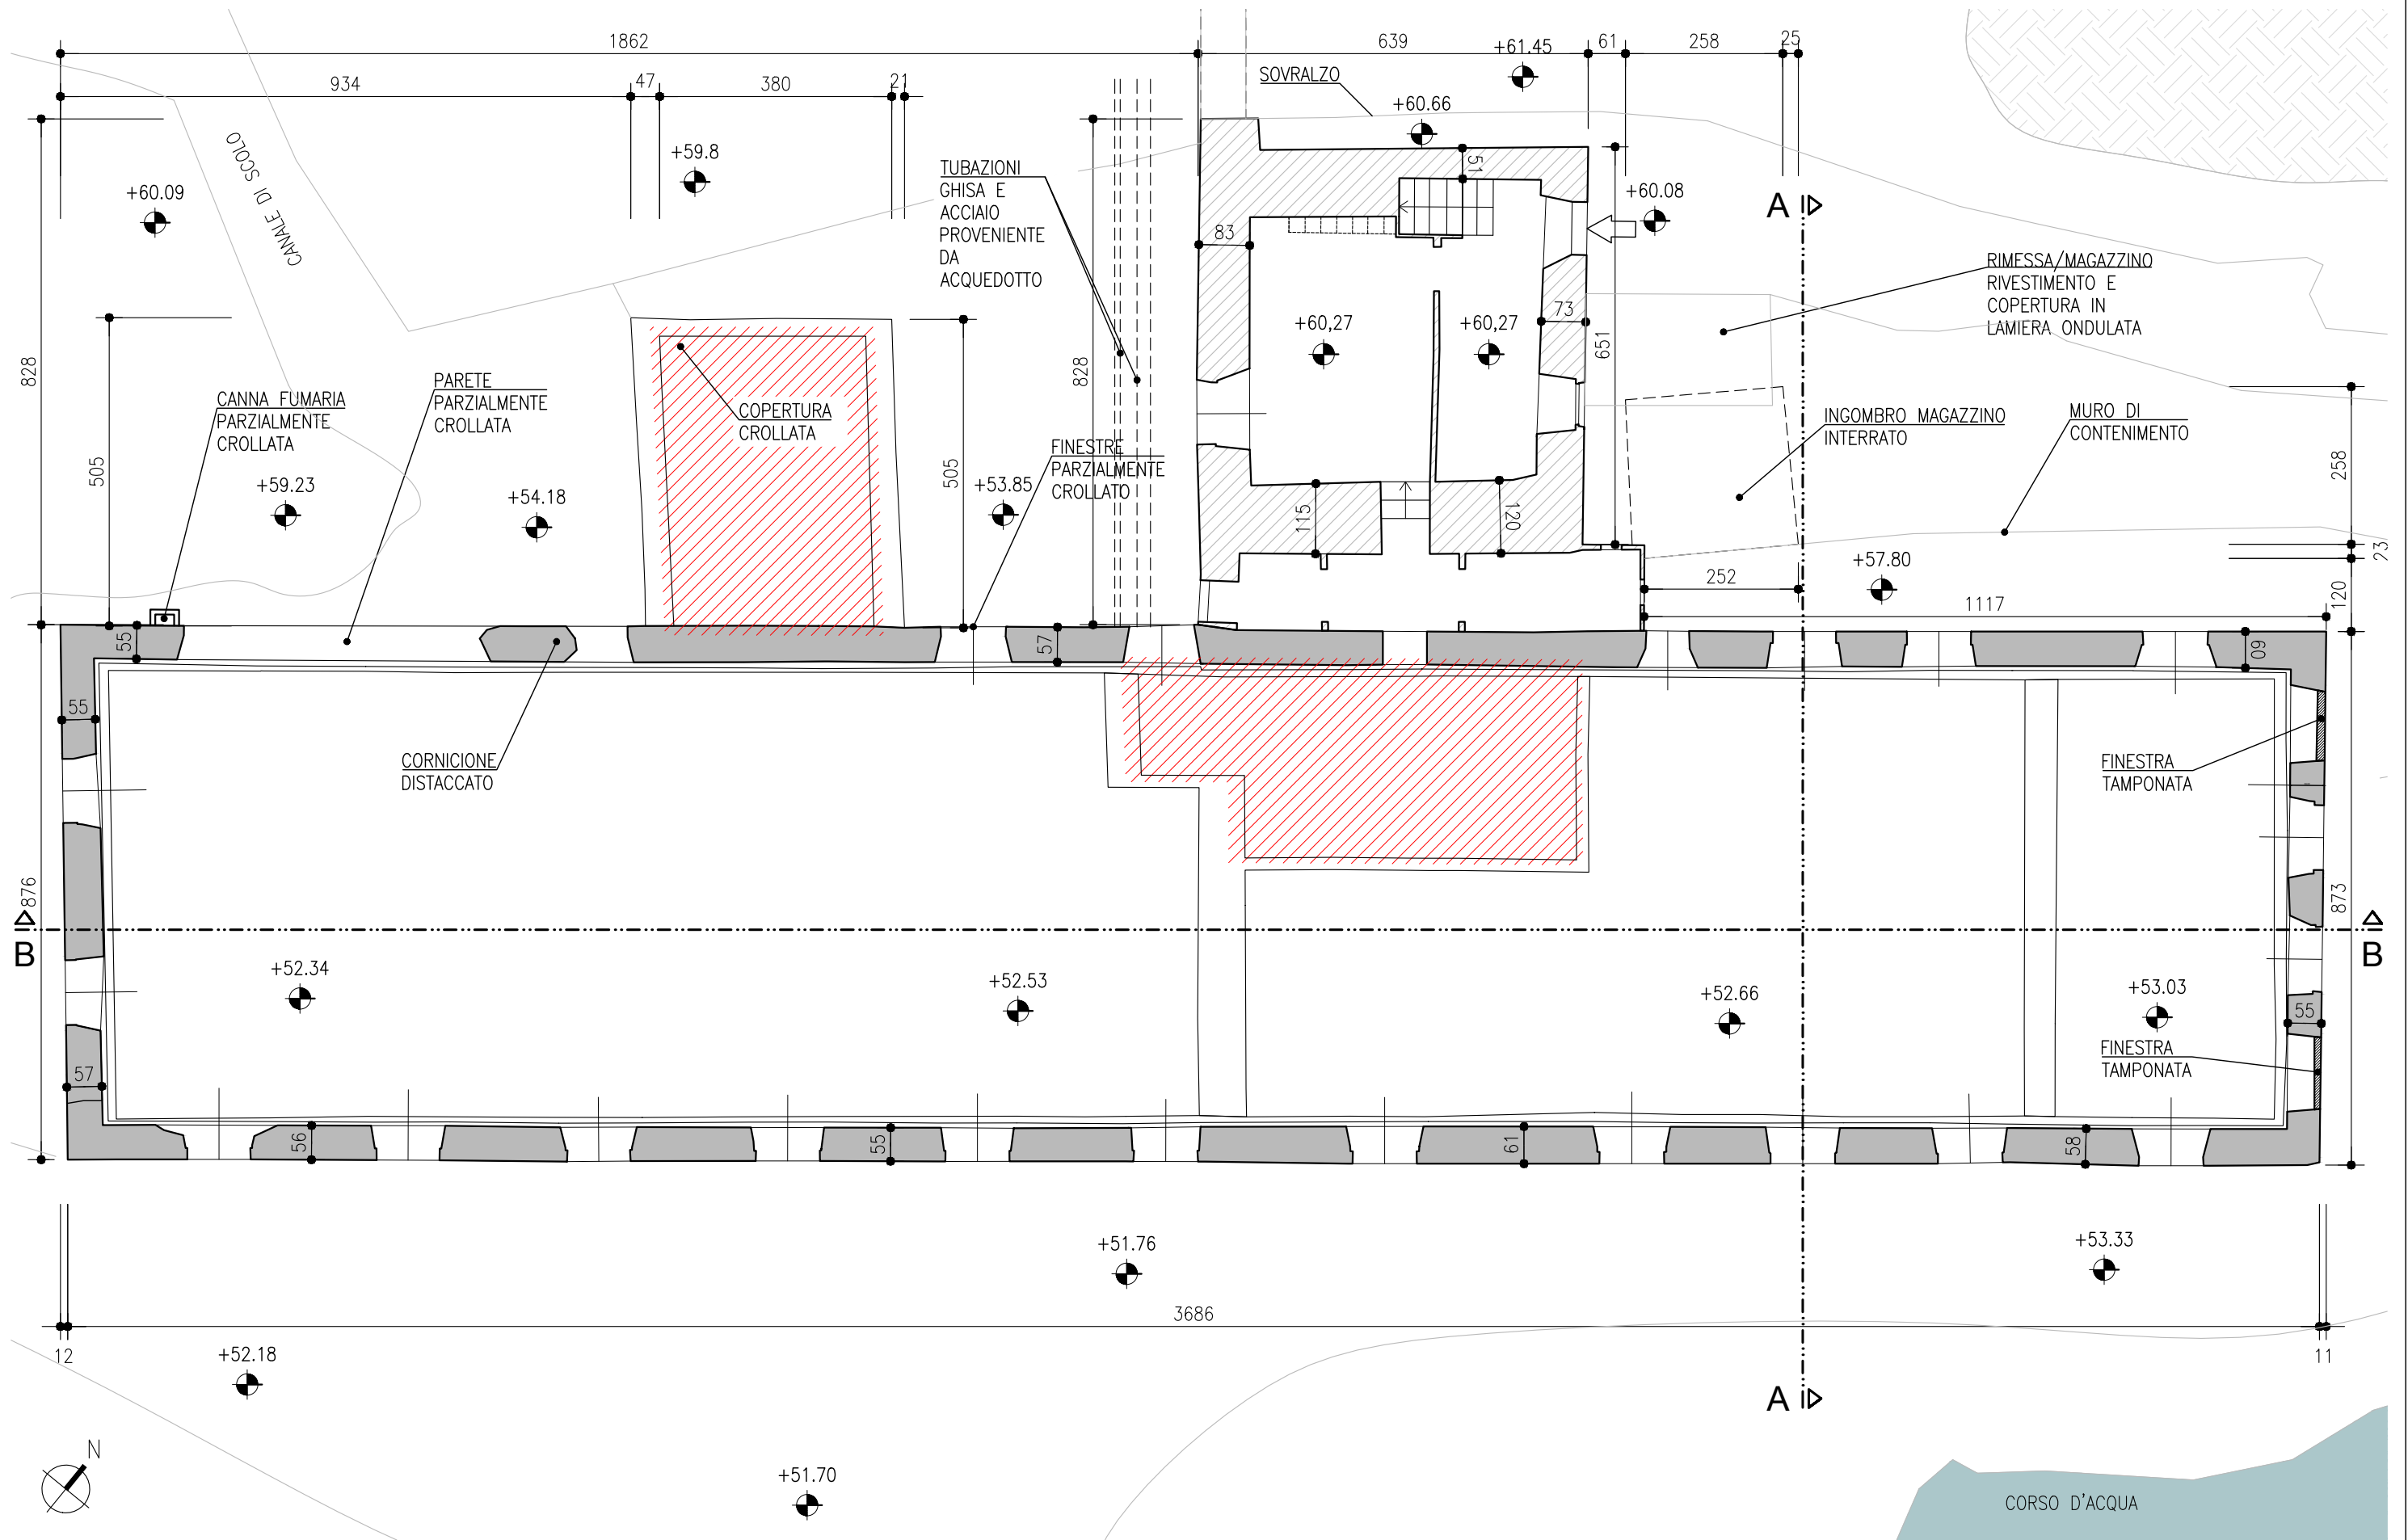 1862
639
+61.45
61
258
25
934
47
380
21
SOVRALZO
+60.66
+59.8
+60.09
CANALE DI SCOLO
TUBAZIONI
GHISA E
ACCIAIO
PROVENIENTE
DA
ACQUEDOTTO
51
+60.08
A
83
RIMESSA/MAGAZZINO
RIVESTIMENTO E
COPERTURA IN
LAMIERA ONDULATA
73
+60,27
+60,27
651
828
828
CANNA FUMARIA
PARZIALMENTE
CROLLATA
PARETE
PARZIALMENTE
CROLLATA
COPERTURA
CROLLATA
INGOMBRO MAGAZZINO
INTERRATO
MURO DI
CONTENIMENTO
FINESTRE
PARZIALMENTE
CROLLATO
505
505
258
+59.23
+54.18
+53.85
115
120
23
+57.80
252
120
1117
55
57
60
55
CORNICIONE
DISTACCATO
FINESTRA
TAMPONATA
876
873
B
B
+52.34
+52.53
+52.66
+53.03
55
FINESTRA
TAMPONATA
57
56
55
61
58
+51.76
+53.33
3686
12
11
+52.18
A
N
+51.70
CORSO D'ACQUA